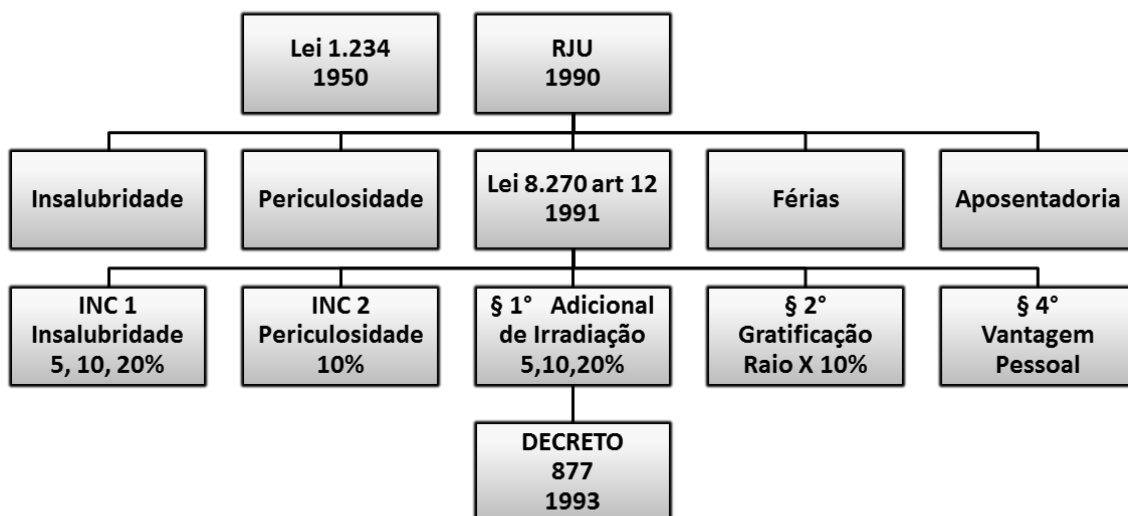 Lei 1.234
1950
RJU
1990
Insalubridade
Periculosidade
Lei 8.270 art 12
1991
Férias
Aposentadoria
INC 1
Insalubridade
5, 10, 20%
INC 2
Periculosidade
10%
§ 1° Adicional
de Irradiação
5,10,20%
§ 2°
Gratificação
Raio X 10%
§ 4°
Vantagem
Pessoal
DECRETO
877
1993